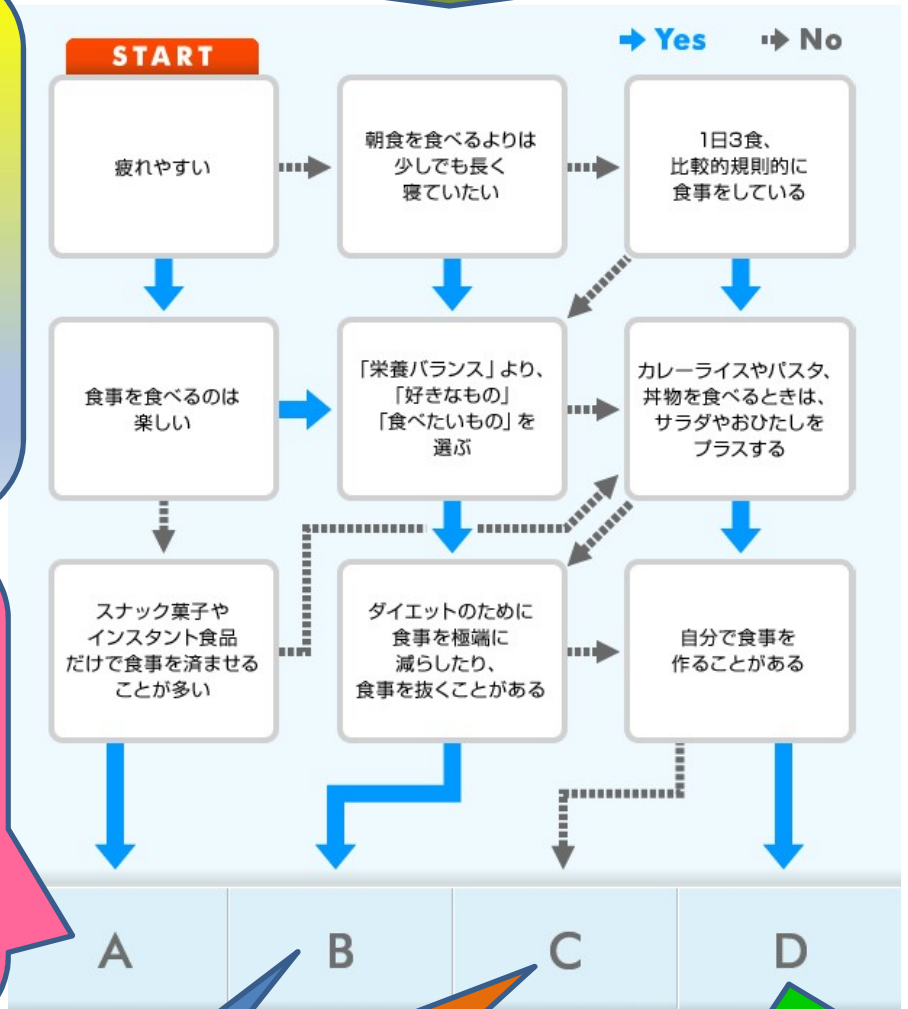 Yes
No
START
疲れやすい
朝食を食べるよりは
少しでも長く
寝ていたい
1日3食、
比較的規則的に
食事をしている
食事を食べるのは
楽しい
「栄養バランス」より、
「好きなもの」
「食べたいもの」を
選ぶ
カレーライスやパスタ、
丼物を食べるときは、
サラダやおひたしを
プラスする
スナック菓子や
インスタント食品
だけで食事を済ませる
ことが多い
ダイエットのために
食事を極端に
減らしたり、
食事を抜くことがある
自分で食事を
作ることがある
A
B
C
D